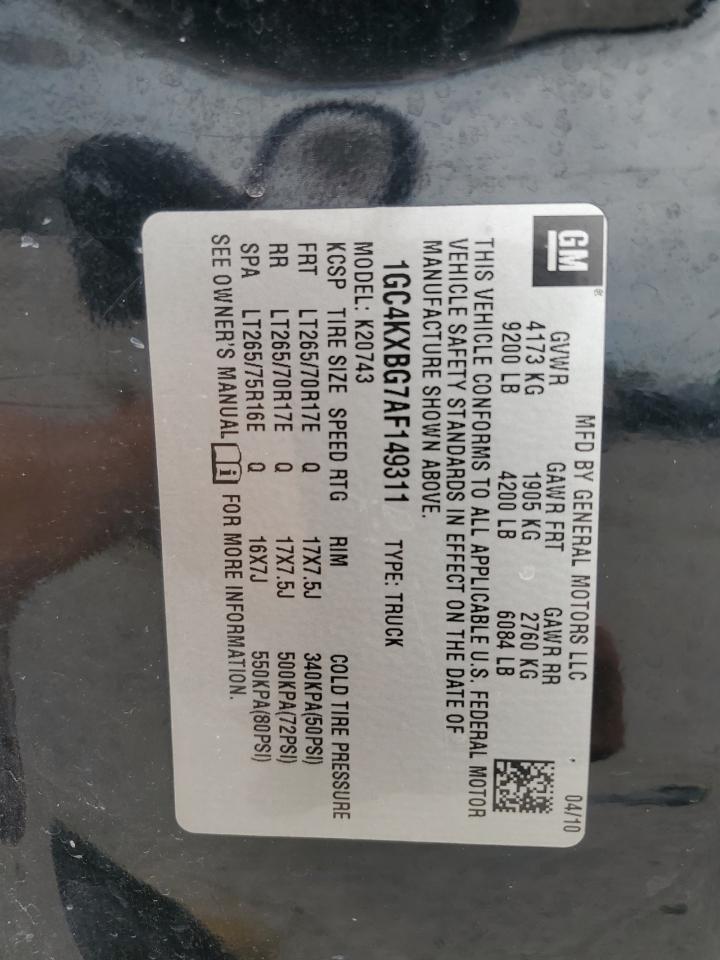 GM®
MFD BY GENERAL MOTORS LLC 04/10
GVWR GAWR FRT GAWR RR
4173 KG 1905 KG 2760 KG
9200 LB 4200 LB 6084 LB
THIS VEHICLE CONFORMS TO ALL APPLICABLE U.S. FEDERAL MOTOR
VEHICLE SAFETY STANDARDS IN EFFECT ON THE DATE OF
MANUFACTURE SHOWN ABOVE.
1GC4KXBG7AF149311 TYPE: TRUCK
MODEL: K20743
KCSP TIRE SIZE SPEED RTG RIM COLD TIRE PRESSURE
FRT LT265/70R17E Q 17X7.5J 340KPA(50PSI)
RR LT265/70R17E Q 17X7.5J 500KPA(72PSI)
SPA LT265/75R16E Q 16X7J 550KPA(80PSI)
SEE OWNER'S MANUAL i FOR MORE INFORMATION.